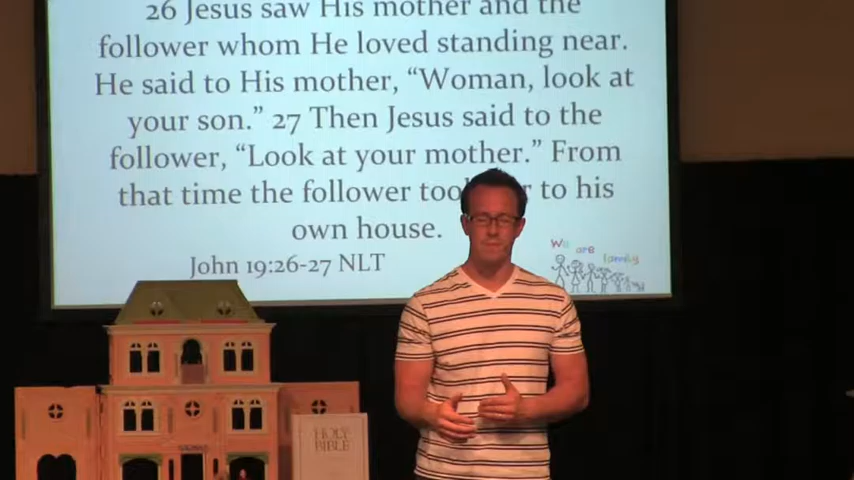 26 Jesus saw His mother and the
follower whom He loved standing near.
He said to His mother, “Woman, look at
your son.” 27 Then Jesus said to the
follower, “Look at your mother.” From
that time the follower to his
own house.
John 19:26-27 NLT
We are family
HOLY
BIBLE